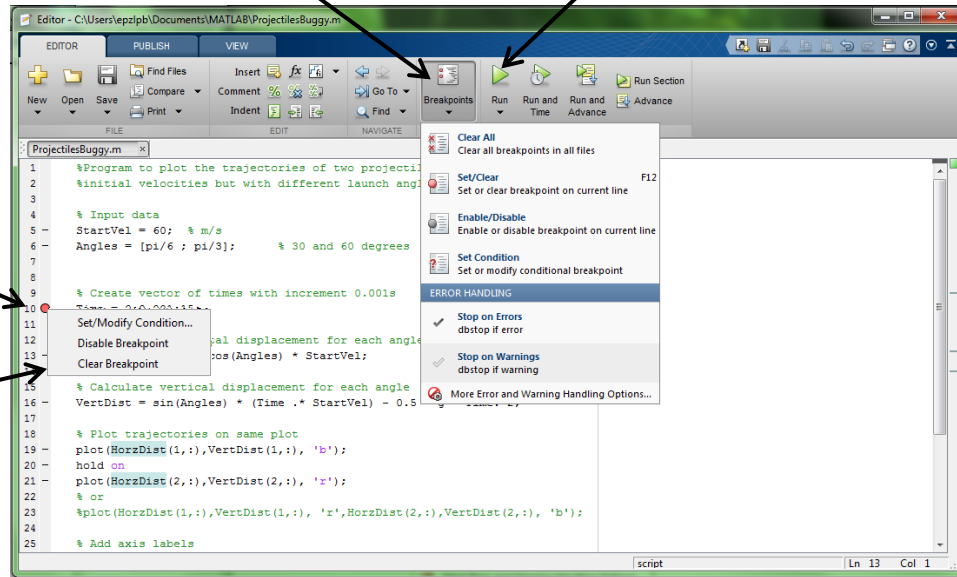 Editor - C:\Users\epzlpb\Documents\MATLAB\ProjectilesBuggy.m
EDITOR PUBLISH VIEW
New Open Save
Find Files
Compare
Print
FILE
Insert fx
Comment %
Indent
EDIT
Go To
Find
NAVIGATE
Breakpoints
Run
Run and Time
Run and Advance
Run Section
Advance
ProjectilesBuggy.m ×
Clear All
Clear all breakpoints in all files
Set/Clear F12
Set or clear breakpoint on current line
Enable/Disable
Enable or disable breakpoint on current line
Set Condition
Set or modify conditional breakpoint
ERROR HANDLING
Stop on Errors
dbstop if error
Stop on Warnings
dbstop if warning
More Error and Warning Handling Options...
1 %Program to plot the trajectories of two projectil
2 %initial velocities but with different launch angl
3
4 % Input data
5 - StartVel = 60; % m/s
6 - Angles = [pi/6 ; pi/3]; % 30 and 60 degrees
7
8
9 % Create vector of times with increment 0.001s
10
11
12 al displacement for each angle
13 - cos(Angles) * StartVel;
15 % Calculate vertical displacement for each angle
16 - VertDist = sin(Angles) * (Time .* StartVel) - 0.5
17
18 % Plot trajectories on same plot
19 - plot(HorzDist(1,:),VertDist(1,:), 'b');
20 - hold on
21 - plot(HorzDist(2,:),VertDist(2,:), 'r');
22 % or
23 %plot(HorzDist(1,:),VertDist(1,:), 'r',HorzDist(2,:),VertDist(2,:), 'b');
24
25 % Add axis labels
Set/Modify Condition...
Disable Breakpoint
Clear Breakpoint
script Ln 13 Col 1